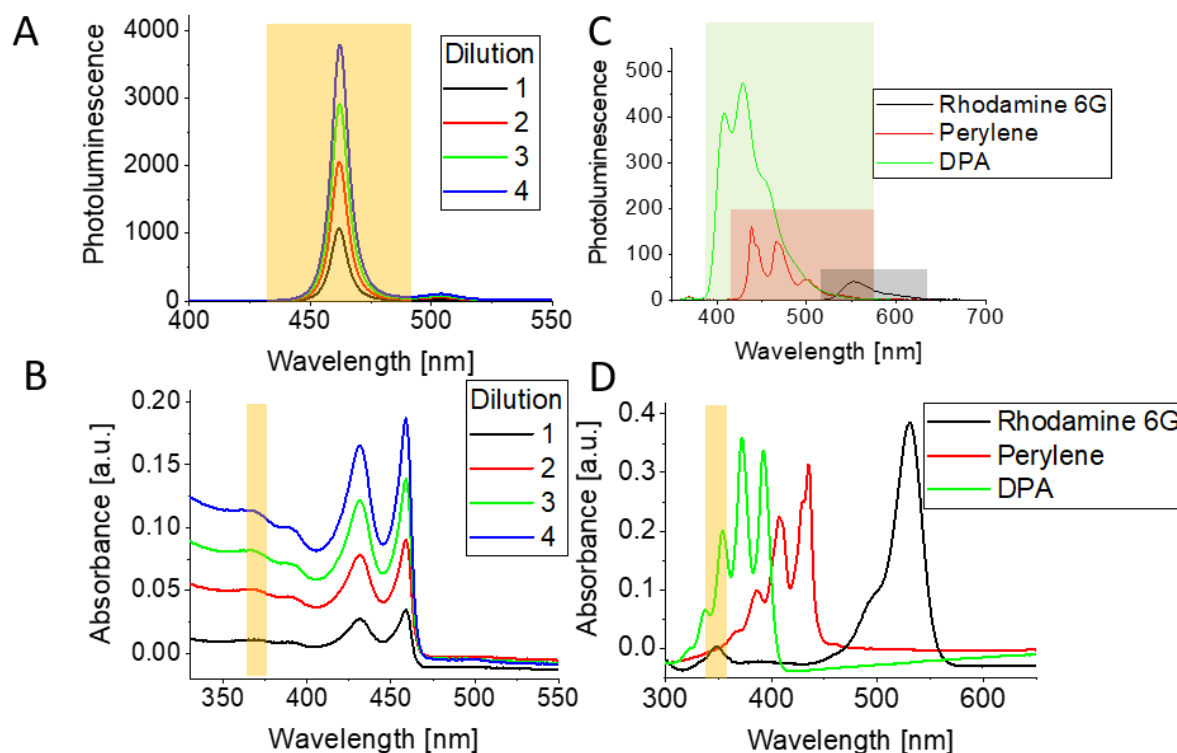 A
Photoluminescence
4000
3000
2000
1000
0
400 450 500 550
Wavelength [nm]
Dilution
1
2
3
4
C
Photoluminescence
500
400
300
200
100
0
400 500 600 700
Wavelength [nm]
Rhodamine 6G
Perylene
DPA
B
Absorbance [a.u.]
0.20
0.15
0.10
0.05
0.00
350 400 450 500 550
Wavelength [nm]
Dilution
1
2
3
4
D
Absorbance [a.u.]
0.4
0.3
0.2
0.1
0.0
300 400 500 600
Wavelength [nm]
Rhodamine 6G
Perylene
DPA